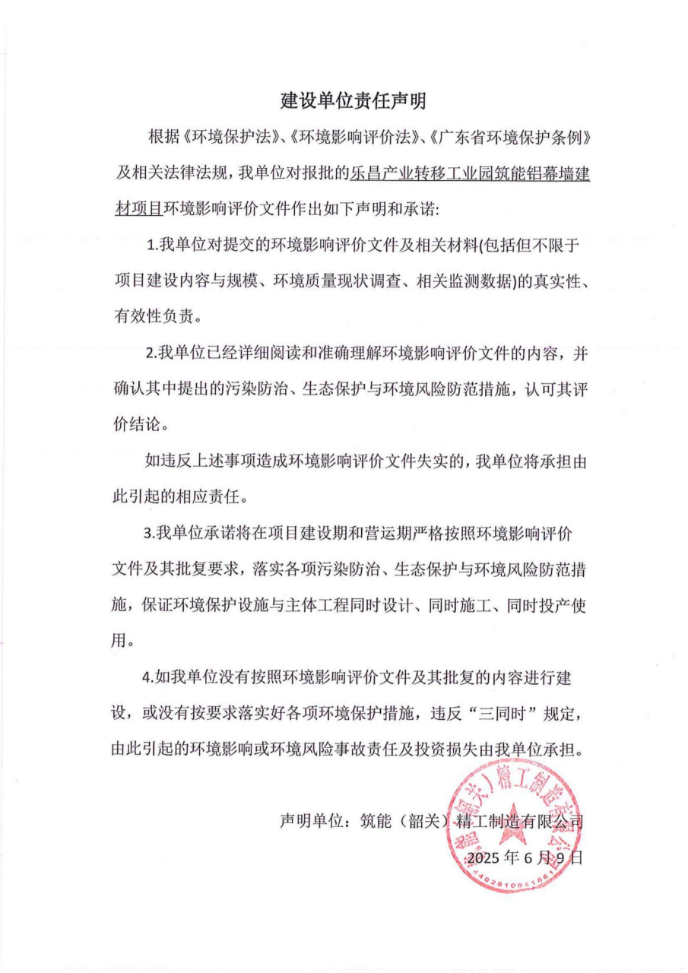 建设单位责任声明
根据《环境保护法》、《环境影响评价法》、《广东省环境保护条例》
及相关法律法规，我单位对报批的乐昌产业转移工业园筑能铝幕墙建
材项目环境影响评价文件作出如下声明和承诺:
1.我单位对提交的环境影响评价文件及相关材料(包括但不限于
项目建设内容与规模、环境质量现状调查、相关监测数据)的真实性、
有效性负责。
2.我单位已经详细阅读和准确理解环境影响评价文件的内容，并
确认其中提出的污染防治、生态保护与环境风险防范措施，认可其评
价结论。
如违反上述事项造成环境影响评价文件失实的，我单位将承担由
此引起的相应责任。
3.我单位承诺将在项目建设期和营运期严格按照环境影响评价
文件及其批复要求，落实各项污染防治、生态保护与环境风险防范措
施，保证环境保护设施与主体工程同时设计、同时施工、同时投产使
用。
4.如我单位没有按照环境影响评价文件及其批复的内容进行建
设，或没有按要求落实好各项环境保护措施，违反“三同时”规定，
由此引起的环境影响或环境风险事故责任及投资损失由我单位承担。
声明单位：筑能（韶关）精工制造有限公司
2025 年 6 月 9 日
筑能（韶关）精工制造有限公司